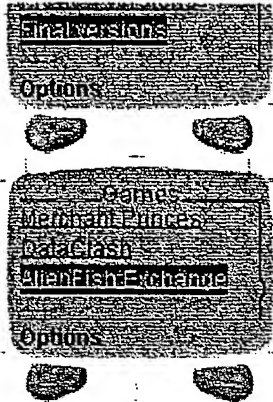 Final versions
Options
Games
Merchant Princes
DataClash
AlienFish Exchange
Options